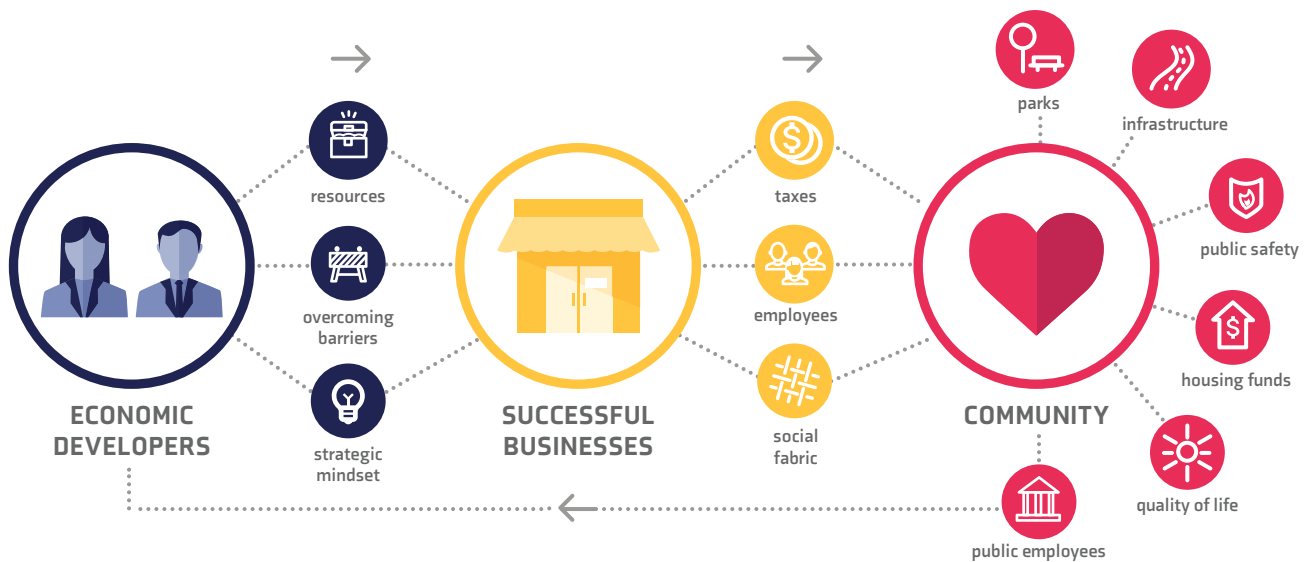 resources
overcoming
barriers
strategic
mindset
ECONOMIC
DEVELOPERS
$
taxes
employees
social
fabric
SUCCESSFUL
BUSINESSES
parks
infrastructure
public safety
$
housing funds
quality of life
public employees
COMMUNITY